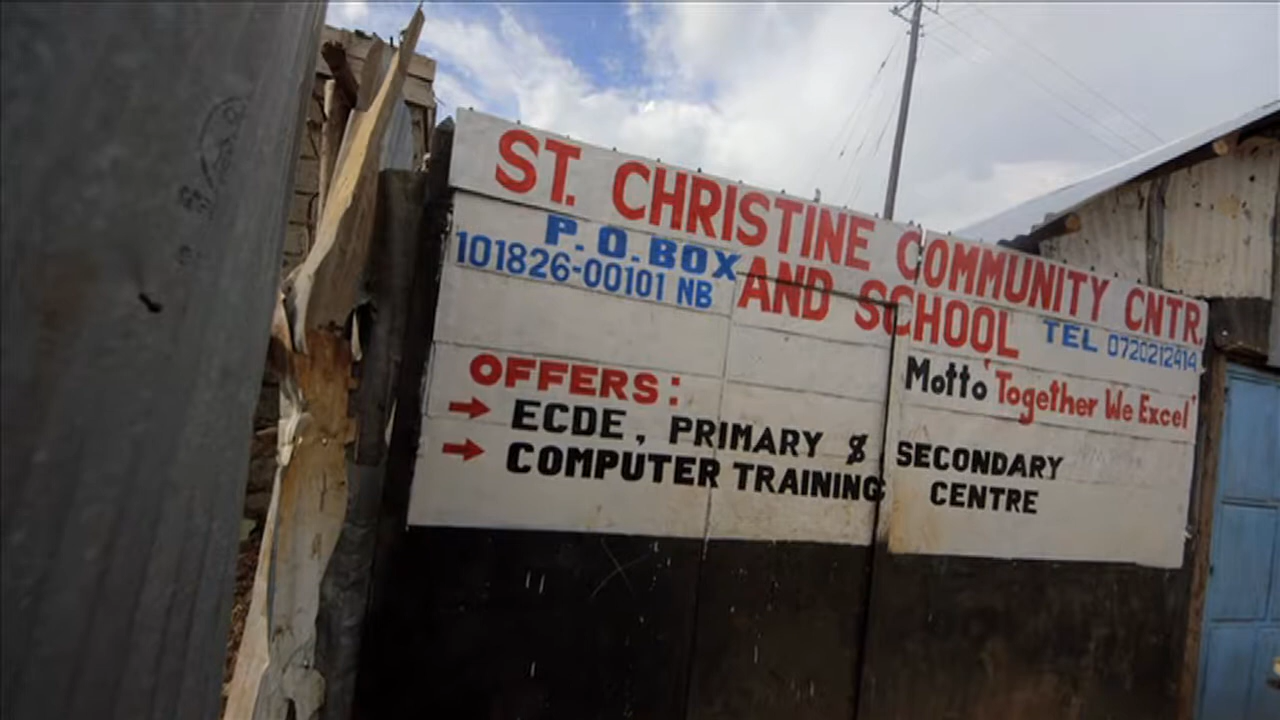 ST. CHRISTINE COMMUNITY CNTR.
AND SCHOOL
P.O. BOX
101826-00101 NB
TEL 0720212414
Motto 'Together We Excel'
OFFERS:
ECDE, PRIMARY & SECONDARY
COMPUTER TRAINING CENTRE